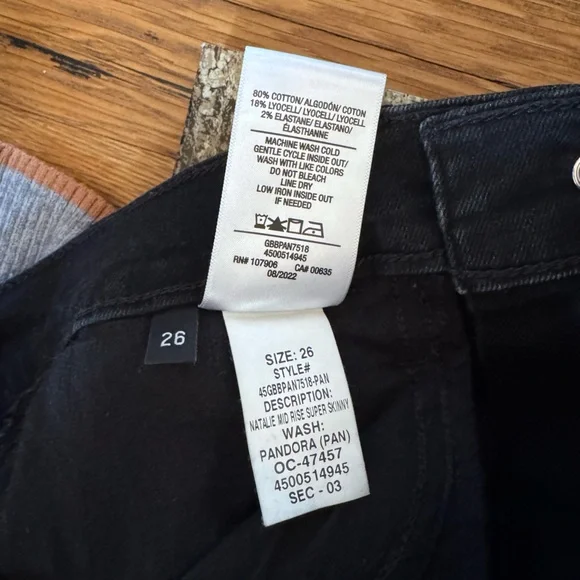 80% COTTON/ ALGODÓN/ COTON
18% LYOCELL/ LYOCELL/ LYOCELL
2% ELASTANE/ ELASTANO/
ÉLASTHANNE
MACHINE WASH COLD
GENTLE CYCLE INSIDE OUT/
WASH WITH LIKE COLORS
DO NOT BLEACH
LINE DRY
LOW IRON INSIDE OUT
IF NEEDED
GBBPAN7518
4500514945
RN# 107906 CA# 00635
08/2022
26
SIZE: 26
STYLE#
45GBBPAN7518-PAN
DESCRIPTION:
NATALIE MID RISE SUPER SKINNY
WASH:
PANDORA (PAN)
OC-47457
4500514945
SEC - 03